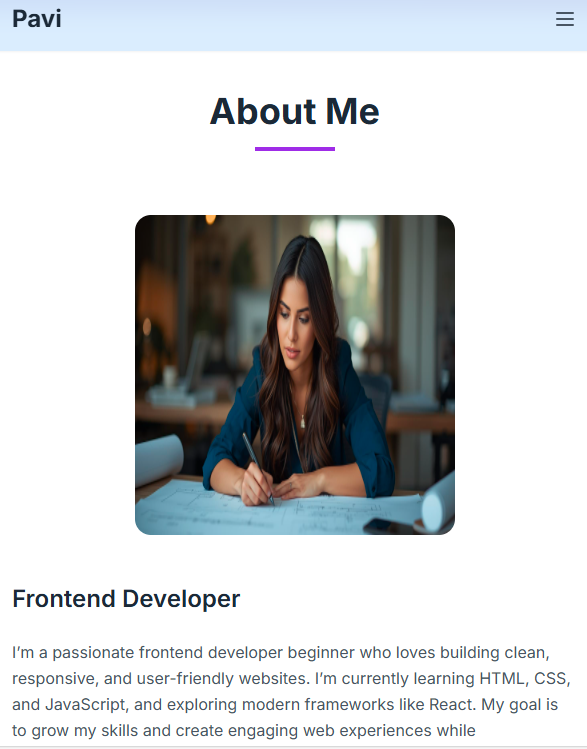 Pavi
About Me
Frontend Developer
I’m a passionate frontend developer beginner who loves building clean,
responsive, and user-friendly websites. I’m currently learning HTML, CSS,
and JavaScript, and exploring modern frameworks like React. My goal is
to grow my skills and create engaging web experiences while